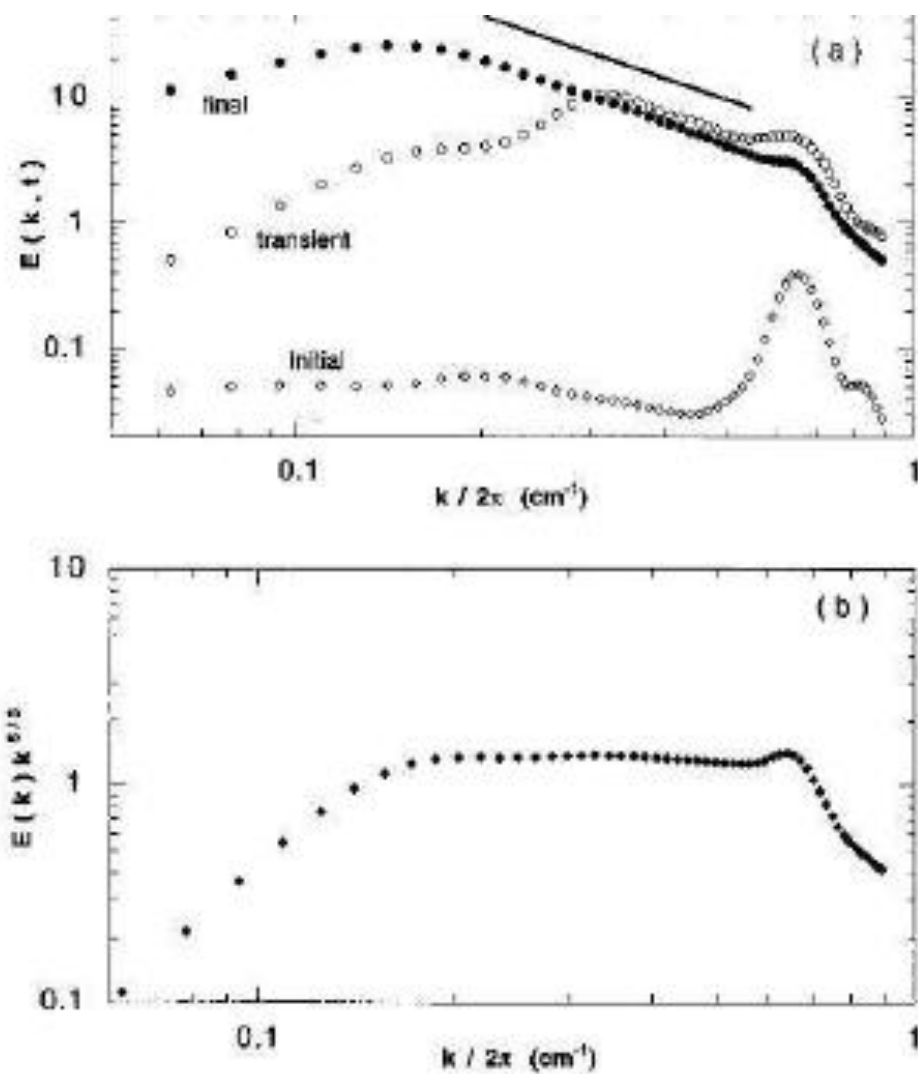 ( a )
10
final
E ( k , t )
1
transient
0.1
Initial
0.1
1
k / 2π (cm⁻¹)
10
( b )
E ( k ) k⁵/³
1
0.1
0.1
1
k / 2π (cm⁻¹)